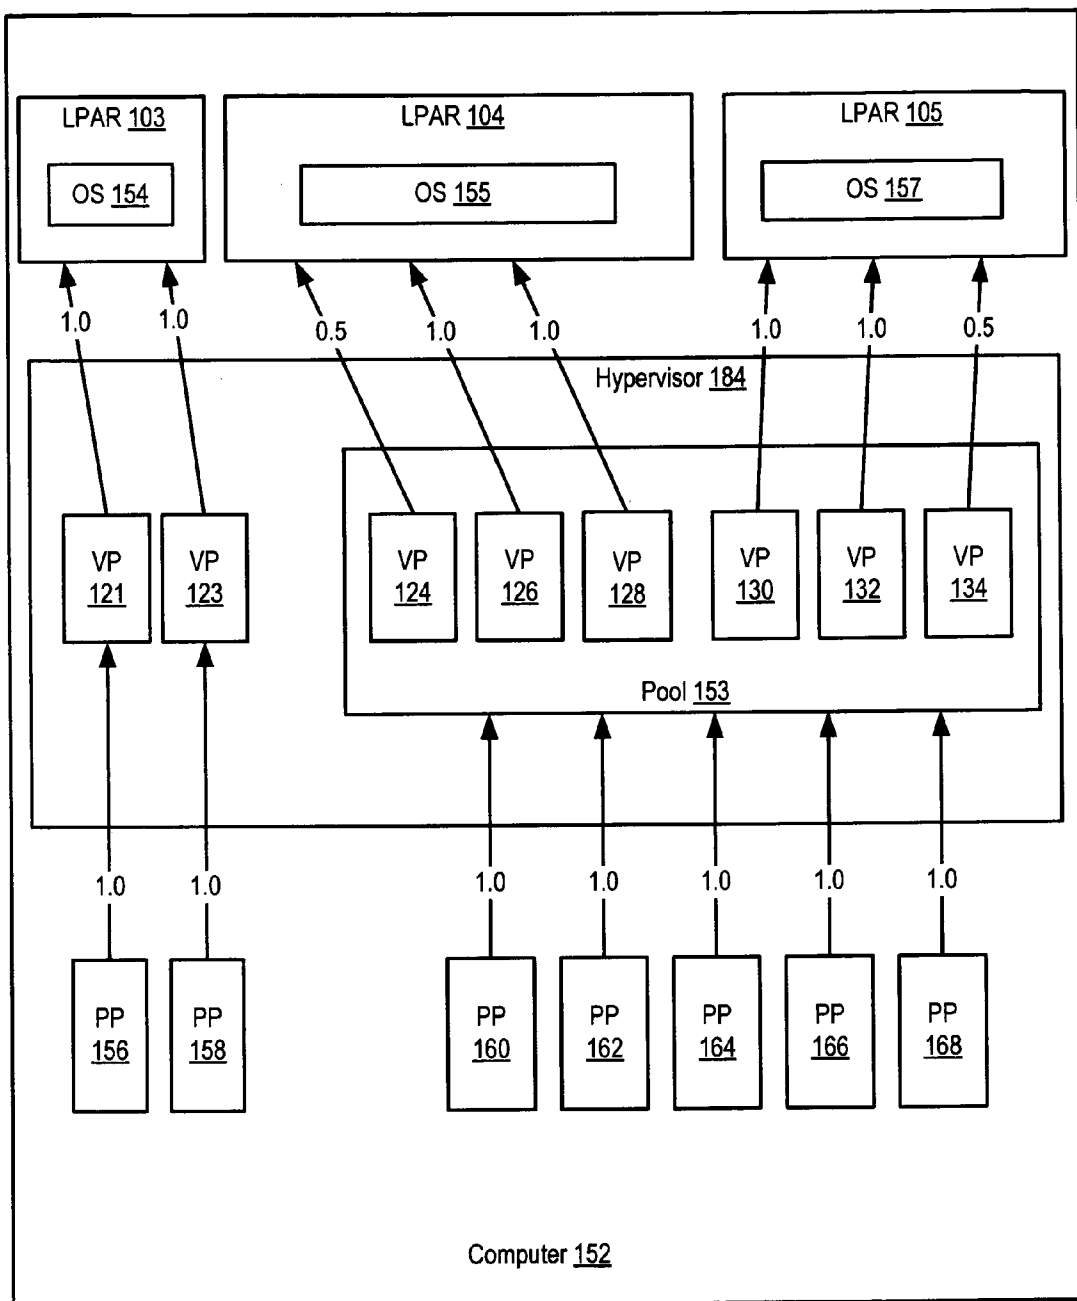 LPAR 103
LPAR 104
LPAR 105
OS 154
OS 155
OS 157
1.0
1.0
0.5
1.0
1.0
1.0
1.0
0.5
Hypervisor 184
VP
121
VP
123
VP
124
VP
126
VP
128
VP
130
VP
132
VP
134
Pool 153
1.0
1.0
1.0
1.0
1.0
1.0
1.0
PP
156
PP
158
PP
160
PP
162
PP
164
PP
166
PP
168
Computer 152